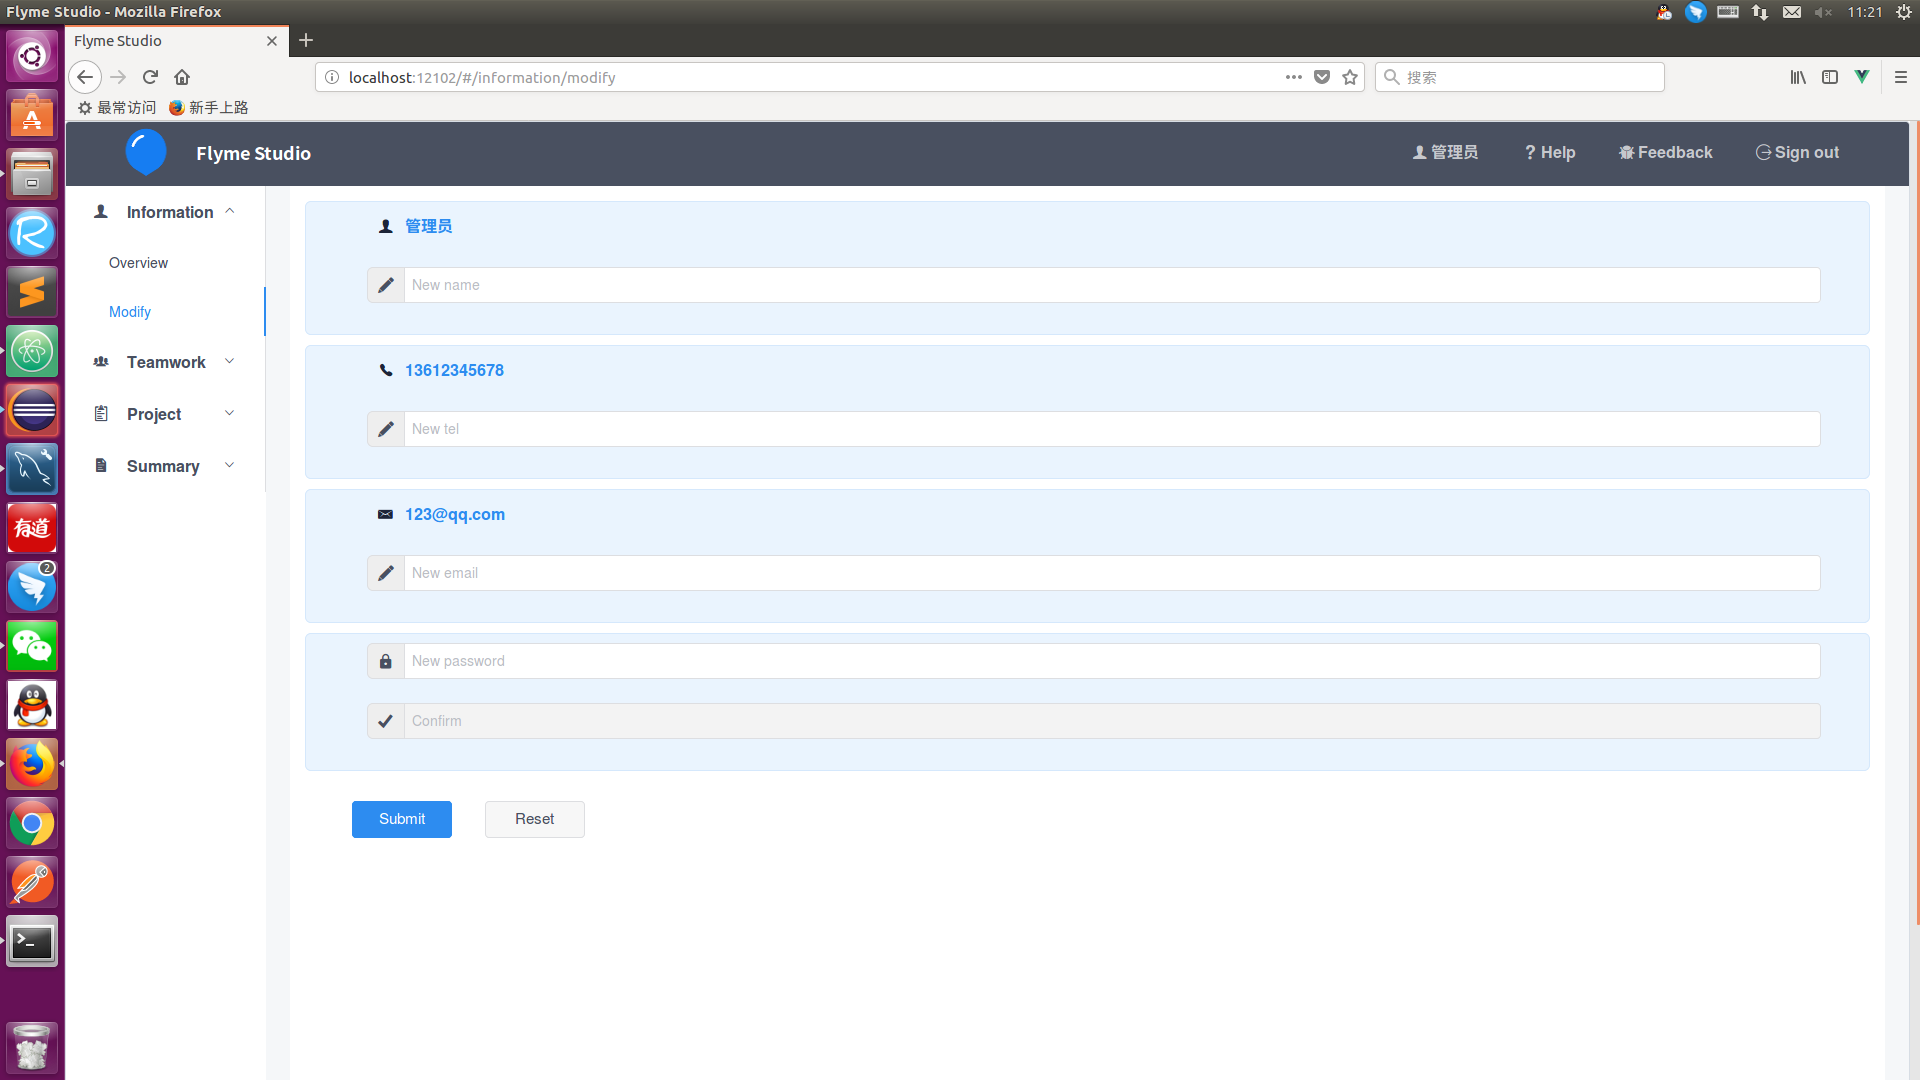 Flyme Studio - Mozilla Firefox
11:21
Flyme Studio
localhost:12102/#/information/modify
搜索
最常访问
新手上路
Flyme Studio
管理员
? Help
Feedback
Sign out
Information
Overview
Modify
Teamwork
Project
Summary
管理员
New name
13612345678
New tel
123@qq.com
New email
New password
Confirm
Submit
Reset
有道
2